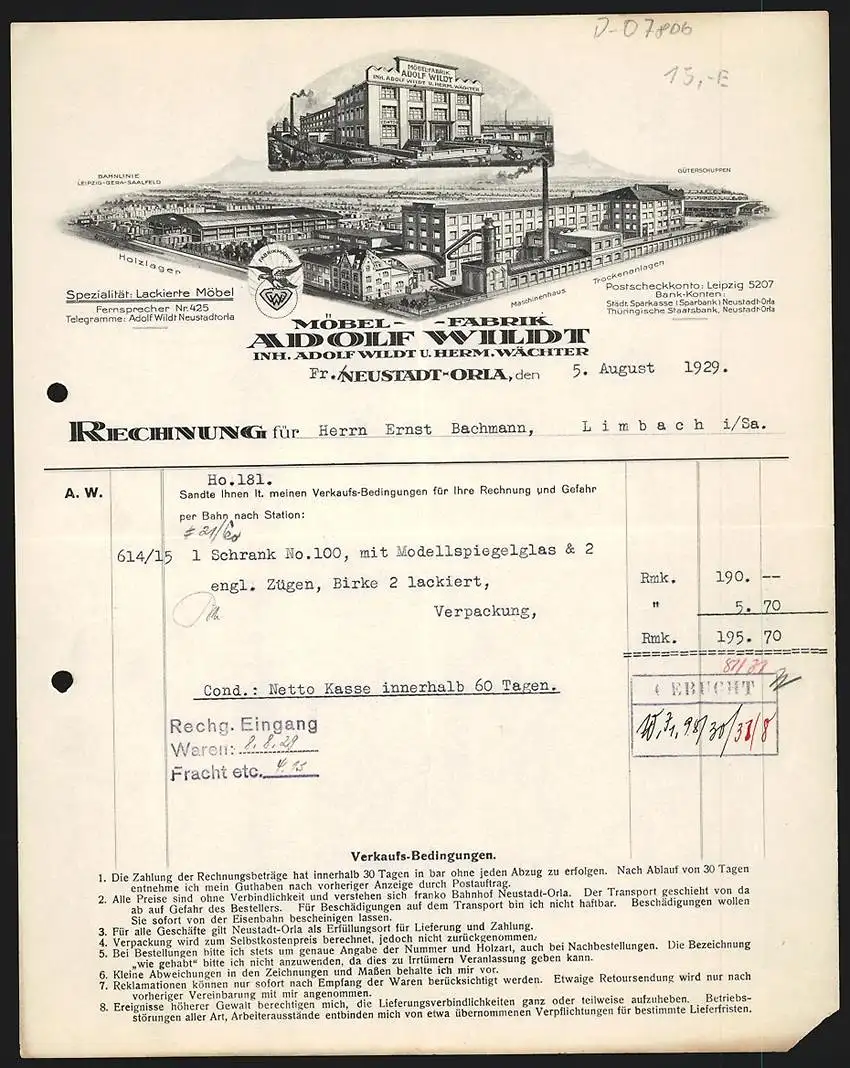 D-07806
15,-E
MÖBEL-FABRIK
ADOLF WILDT
INH. ADOLF WILDT U. HERM. WÄCHTER
BAHNLINIE
LEIPZIG-GERA-SAALFELD
GÜTERSCHUPPEN
Holzlager
FABRIKMARKE
Maschinenhaus
Trockenanlagen
Spezialität: Lackierte Möbel
Fernsprecher Nr. 425
Telegramme: Adolf Wildt Neustadtorla
Postscheckkonto: Leipzig 5207
Bank-Konten:
Städt. Sparkasse (Sparbank) Neustadt-Orla
Thüringische Staatsbank, Neustadt-Orla
MÖBEL- -FABRIK
ADOLF WILDT
INH. ADOLF WILDT U. HERM. WÄCHTER
Fr./NEUSTADT-ORLA, den 5. August 1929.
RECHNUNG für Herrn Ernst Bachmann, Limbach i/Sa.
Ho.181.
A. W. Sandte Ihnen lt. meinen Verkaufs-Bedingungen für Ihre Rechnung und Gefahr
per Bahn nach Station:
614/15 1 Schrank No.100, mit Modellspiegelglas & 2
engl. Zügen, Birke 2 lackiert, Rmk. 190. --
Verpackung, " 5. 70
Rmk. 195. 70
Cond.: Netto Kasse innerhalb 60 Tagen.
GEBUCHT
Rechg. Eingang
Waren: 8.8.29
Fracht etc.
Verkaufs-Bedingungen.
1. Die Zahlung der Rechnungsbeträge hat innerhalb 30 Tagen in bar ohne jeden Abzug zu erfolgen. Nach Ablauf von 30 Tagen
entnehme ich mein Guthaben nach vorheriger Anzeige durch Postauftrag.
2. Alle Preise sind ohne Verbindlichkeit und verstehen sich franko Bahnhof Neustadt-Orla. Der Transport geschieht von da
ab auf Gefahr des Bestellers. Für Beschädigungen auf dem Transport bin ich nicht haftbar. Beschädigungen wollen
Sie sofort von der Eisenbahn bescheinigen lassen.
3. Für alle Geschäfte gilt Neustadt-Orla als Erfüllungsort für Lieferung und Zahlung.
4. Verpackung wird zum Selbstkostenpreis berechnet, jedoch nicht zurückgenommen.
5. Bei Bestellungen bitte ich stets um genaue Angabe der Nummer und Holzart, auch bei Nachbestellungen. Die Bezeichnung
„wie gehabt“ bitte ich nicht anzuwenden, da dies zu Irrtümern Veranlassung geben kann.
6. Kleine Abweichungen in den Zeichnungen und Maßen behalte ich mir vor.
7. Reklamationen können nur sofort nach Empfang der Waren berücksichtigt werden. Etwaige Retoursendung wird nur nach
vorheriger Vereinbarung mit mir angenommen.
8. Ereignisse höherer Gewalt berechtigen mich, die Lieferungsverbindlichkeiten ganz oder teilweise aufzuheben. Betriebs-
störungen aller Art, Arbeiterausstände entbinden mich von etwa übernommenen Verpflichtungen für bestimmte Lieferfristen.